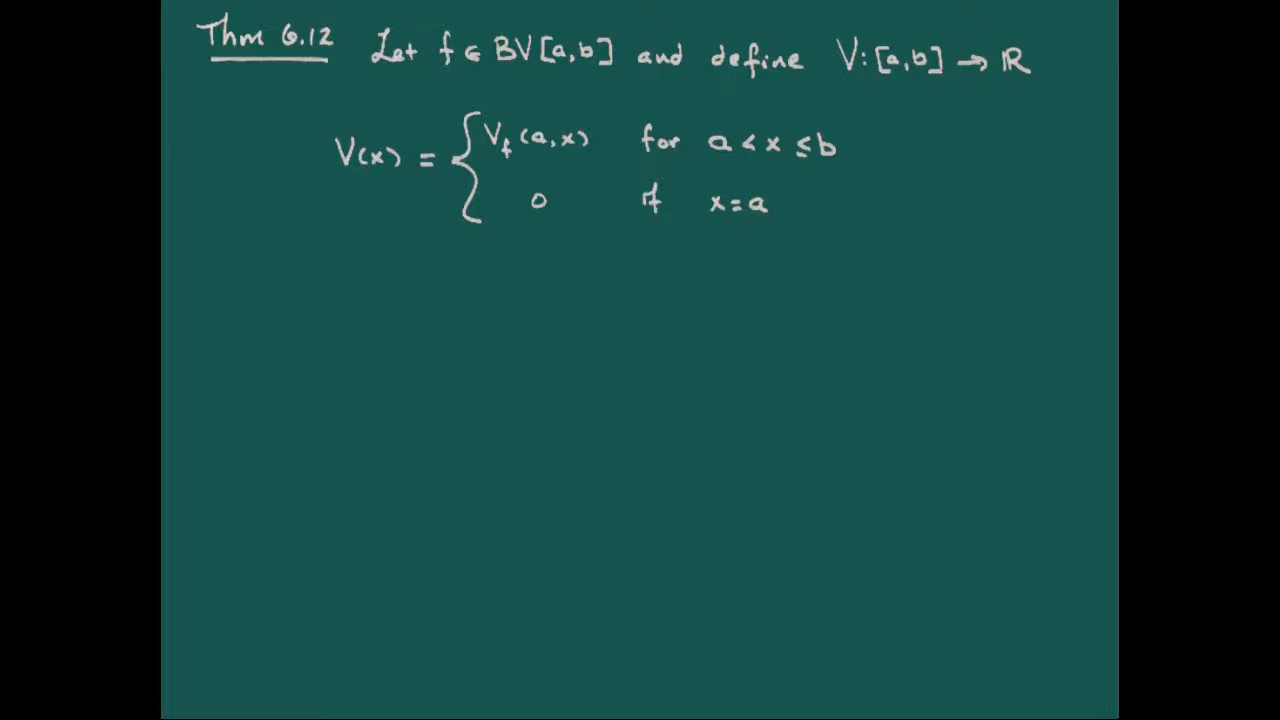 Thm 6.12 Let f ∈ BV[a,b] and define V: [a,b] → ℝ
V(x) = { V_f(a,x) for a < x ≤ b
0 if x = a